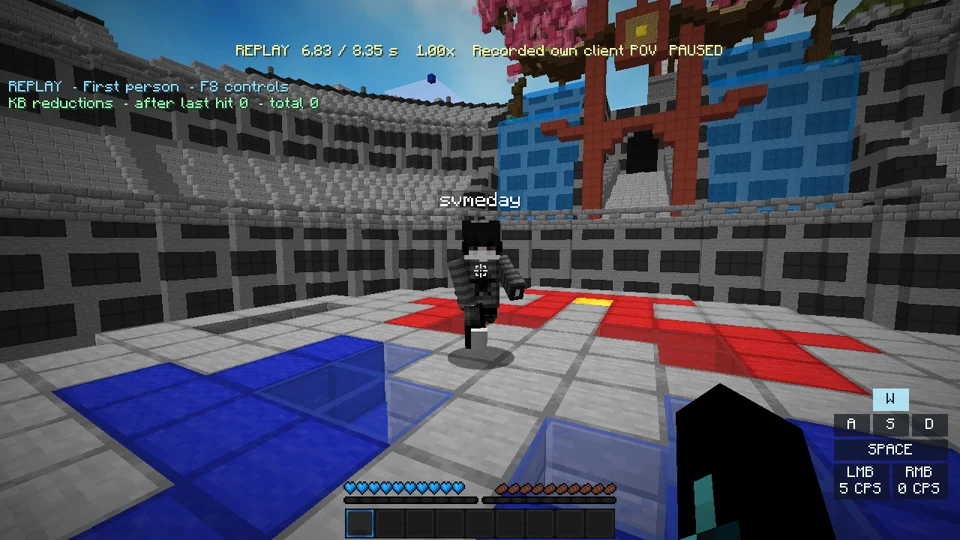 REPLAY 6.83 / 8.35 s 1.00x Recorded own client POV PAUSED
REPLAY - First person - F8 controls
KB reductions - after last hit 0 - total 0
svmeday
W
A S D
SPACE
LMB RMB
5 CPS 0 CPS